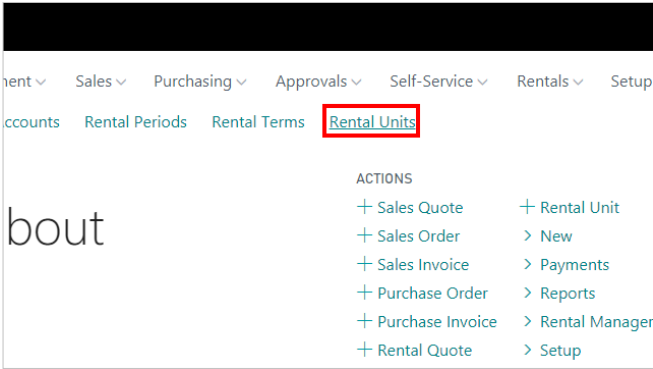 nent Sales Purchasing Approvals Self-Service Rentals Setup
ccounts Rental Periods Rental Terms Rental Units
bout
ACTIONS
+ Sales Quote + Rental Unit
+ Sales Order > New
+ Sales Invoice > Payments
+ Purchase Order > Reports
+ Purchase Invoice > Rental Manager
+ Rental Quote > Setup